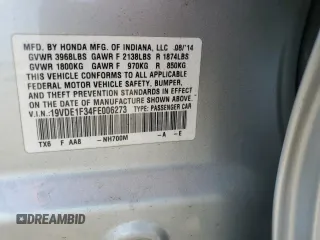 MFD. BY HONDA MFG. OF INDIANA, LLC .08/'14
GVWR 3968LBS GAWR F 2138LBS R 1874LBS
GVWR 1800KG GAWR F 970KG R 850KG
THIS VEHICLE CONFORMS TO ALL APPLICABLE
FEDERAL MOTOR VEHICLE SAFETY, BUMPER,
AND THEFT PREVENTION STANDARDS IN EFFECT ON
THE DATE OF MANUFACTURE SHOWN ABOVE.
V.I.N.:19VDE1F34FE006273 TYPE: PASSENGER CAR
TX6 F AA8 -NH700M -A -E
© DREAMBID